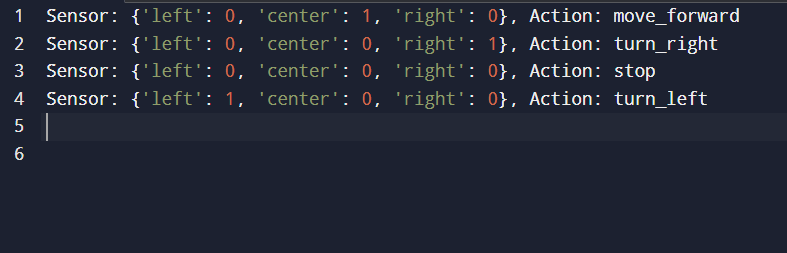 1 Sensor: {'left': 0, 'center': 1, 'right': 0}, Action: move_forward
2 Sensor: {'left': 0, 'center': 0, 'right': 1}, Action: turn_right
3 Sensor: {'left': 0, 'center': 0, 'right': 0}, Action: stop
4 Sensor: {'left': 1, 'center': 0, 'right': 0}, Action: turn_left
5
6